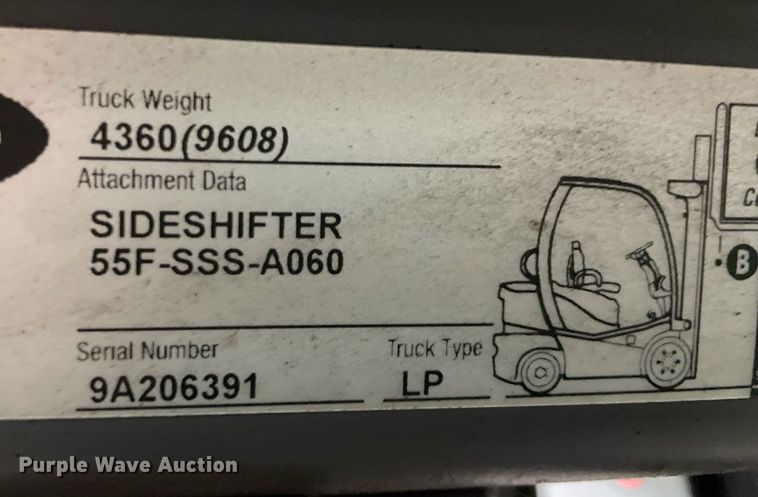 Truck Weight
4360(9608)
Attachment Data
SIDESHIFTER
55F-SSS-A060
Serial Number
9A206391
Truck Type
LP
B
Purple Wave Auction